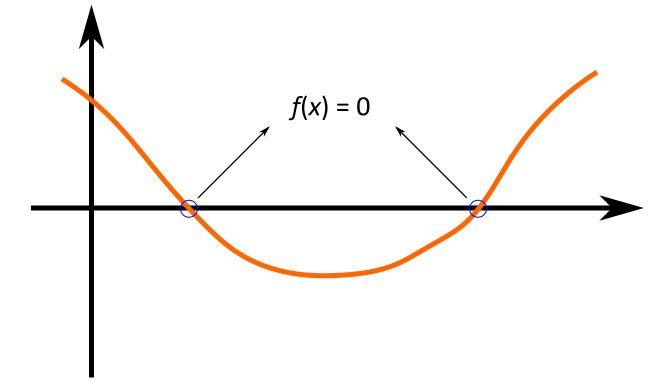 f(x) = 0